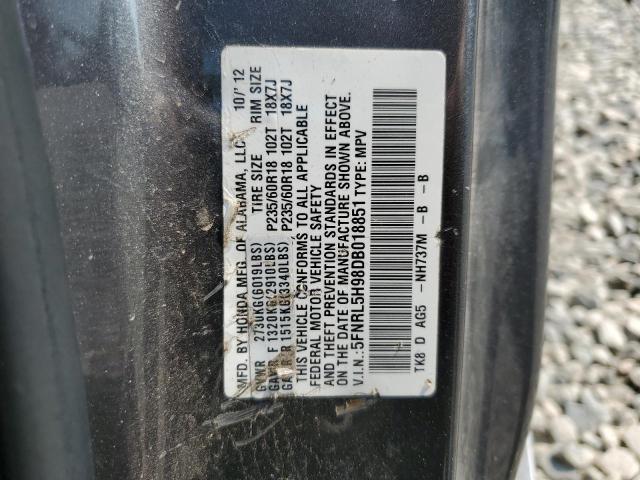 MFD. BY HONDA MFG. OF ALABAMA, LLC. 10/'12
GVWR 2730KG(6019LBS) TIRE SIZE RIM SIZE
GAWR F 1320KG(2910LBS) P235/60R18 102T 18X7J
GAWR R 1515KG(3340LBS) P235/60R18 102T 18X7J
THIS VEHICLE CONFORMS TO ALL APPLICABLE
FEDERAL MOTOR VEHICLE SAFETY
AND THEFT PREVENTION STANDARDS IN EFFECT
ON THE DATE OF MANUFACTURE SHOWN ABOVE.
V.I.N.: 5FNRL5H98DB018851 TYPE: MPV
TK8 D AG5 -NH737M -B -B